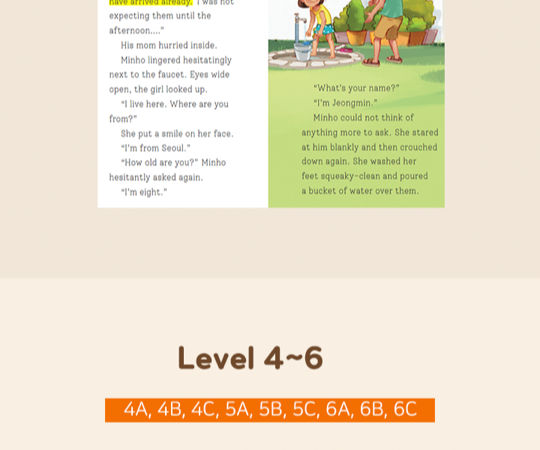 have arrived already. I was not
expecting them until the
afternoon...."
His mom hurried inside.
Minho lingered hesitatingly
next to the faucet. Eyes wide
open, the girl looked up.
"I live here. Where are you
from?"
She put a smile on her face.
"I'm from Seoul."
"How old are you?" Minho
hesitantly asked again.
"I'm eight."
"What's your name?"
"I'm Jeongmin."
Minho could not think of
anything more to ask. She stared
at him blankly and then crouched
down again. She washed her
feet squeaky-clean and poured
a bucket of water over them.
Level 4~6
4A, 4B, 4C, 5A, 5B, 5C, 6A, 6B, 6C